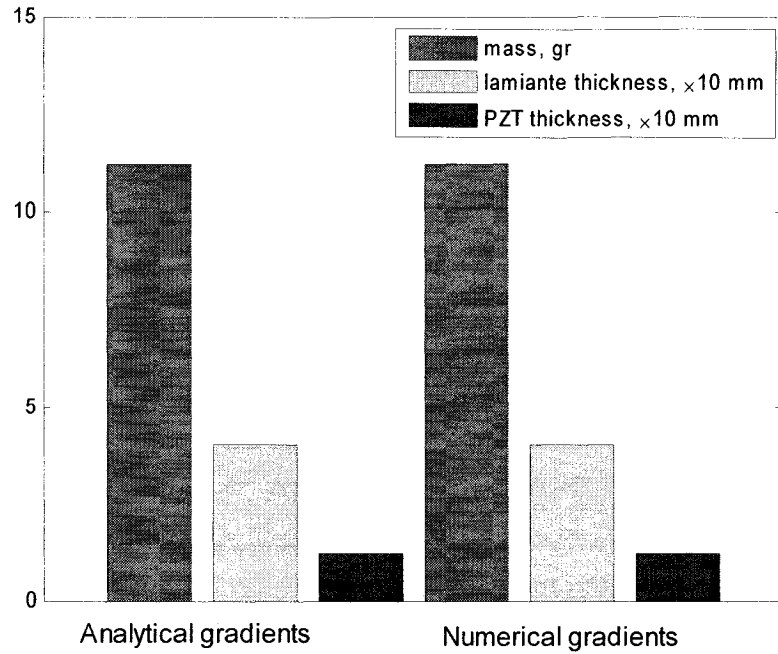 15
mass, gr
lamiante thickness, ×10 mm
PZT thickness, ×10 mm
10
5
0
Analytical gradients
Numerical gradients